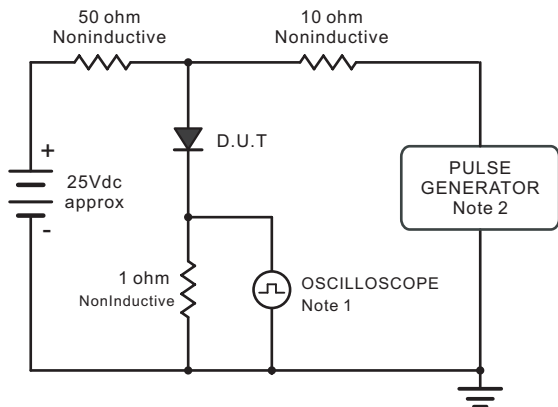 50 ohm
Noninductive
10 ohm
Noninductive
D.U.T
+
25Vdc
approx
-
PULSE
GENERATOR
Note 2
1 ohm
NonInductive
OSCILLOSCOPE
Note 1